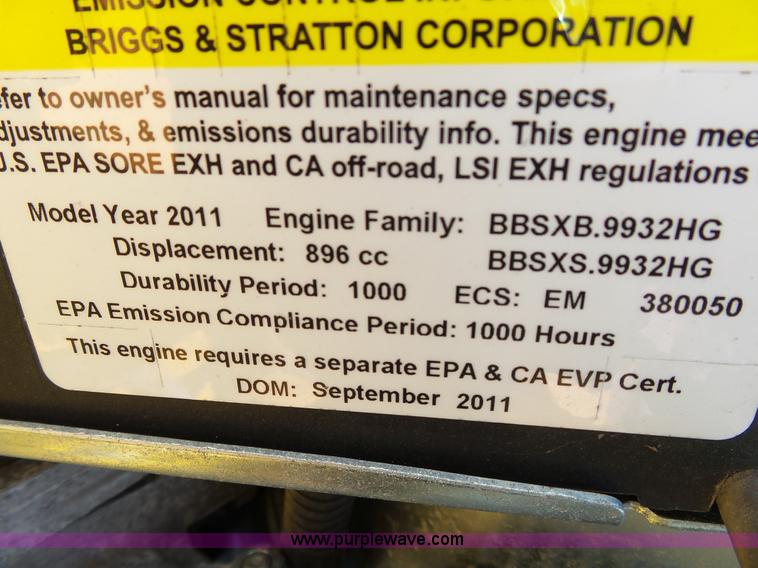 EMISSION CONTROL
BRIGGS & STRATTON CORPORATION
efer to owner's manual for maintenance specs,
djustments, & emissions durability info. This engine mee
U.S. EPA SORE EXH and CA off-road, LSI EXH regulations
Model Year 2011 Engine Family: BBSXB.9932HG
Displacement: 896 cc BBSXS.9932HG
Durability Period: 1000 ECS: EM 380050
EPA Emission Compliance Period: 1000 Hours
This engine requires a separate EPA & CA EVP Cert.
DOM: September 2011
www.purplewave.com